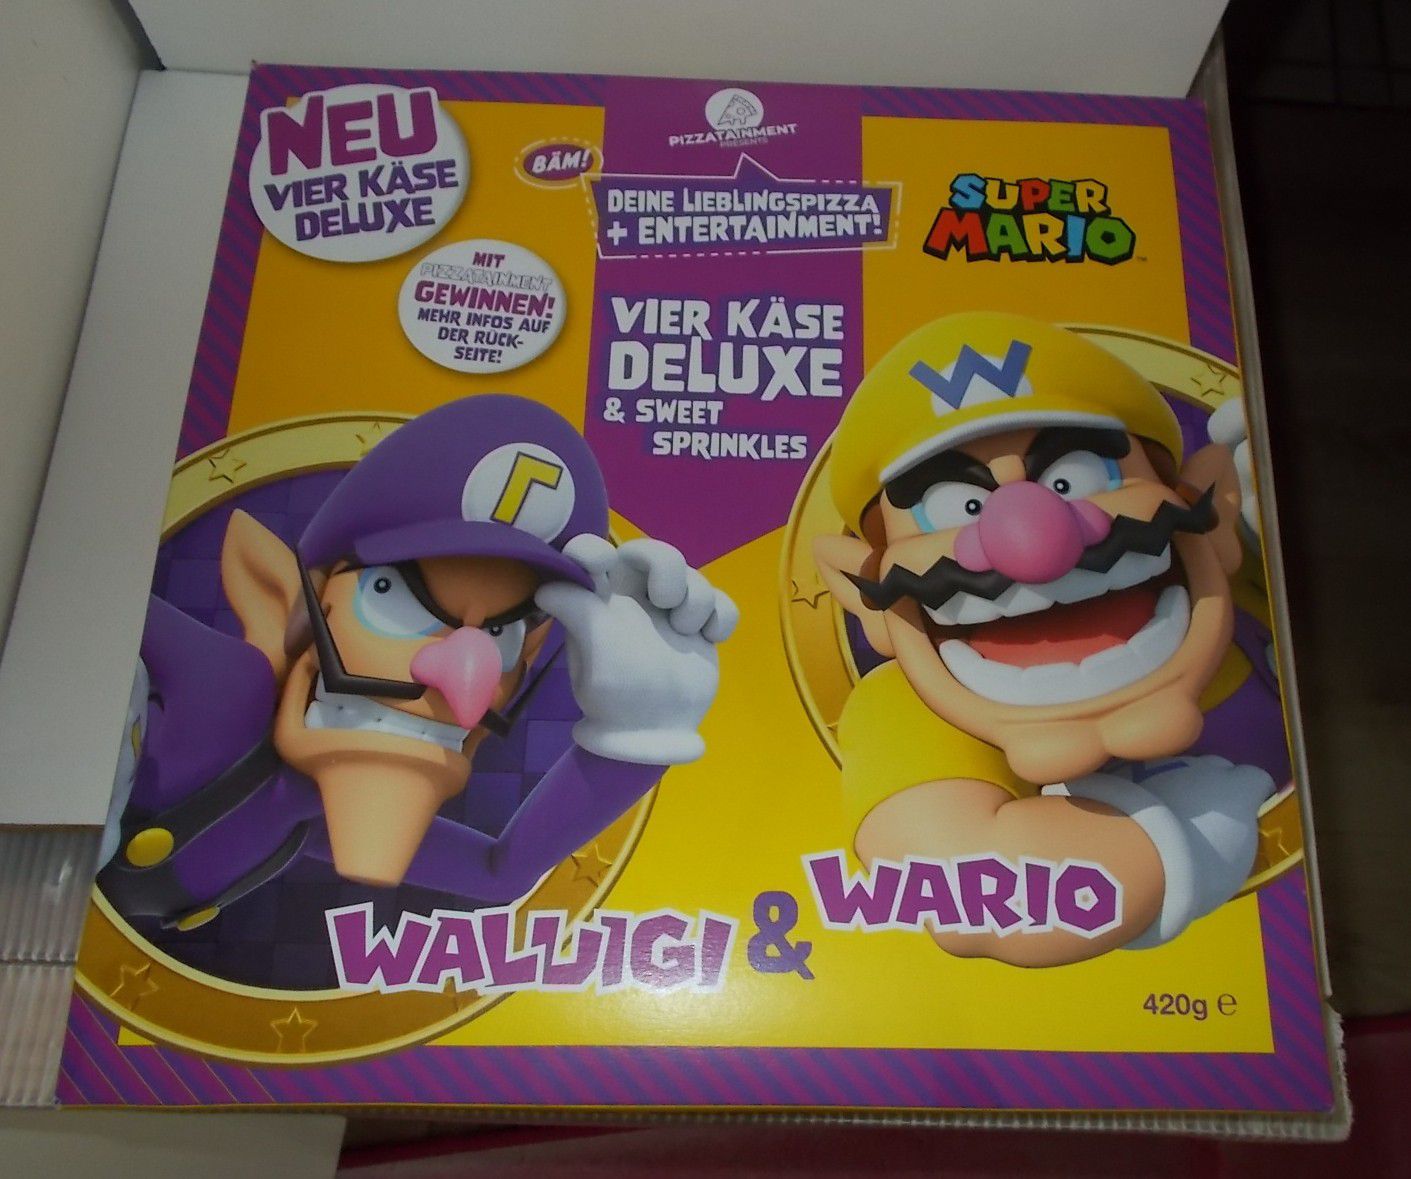 NEU
VIER KÄSE
DELUXE
BÄM!
PIZZATAINMENT
PRESENTS
DEINE LIEBLINGSPIZZA
+ ENTERTAINMENT!
SUPER
MARIO
TM
MIT
PIZZATAINMENT
GEWINNEN!
MEHR INFOS AUF
DER RÜCK-
SEITE!
VIER KÄSE
DELUXE
& SWEET
SPRINKLES
W
WALUIGI & WARIO
420g e